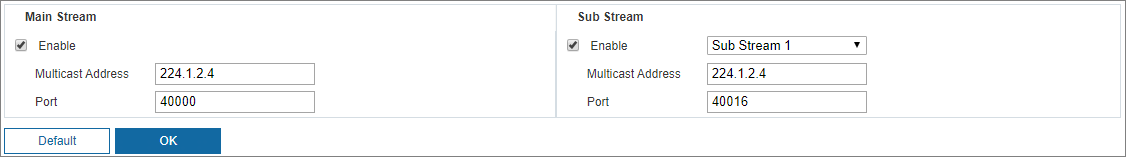 Main Stream
Enable
Multicast Address 224.1.2.4
Port 40000
Sub Stream
Enable Sub Stream 1
Multicast Address 224.1.2.4
Port 40016
Default OK